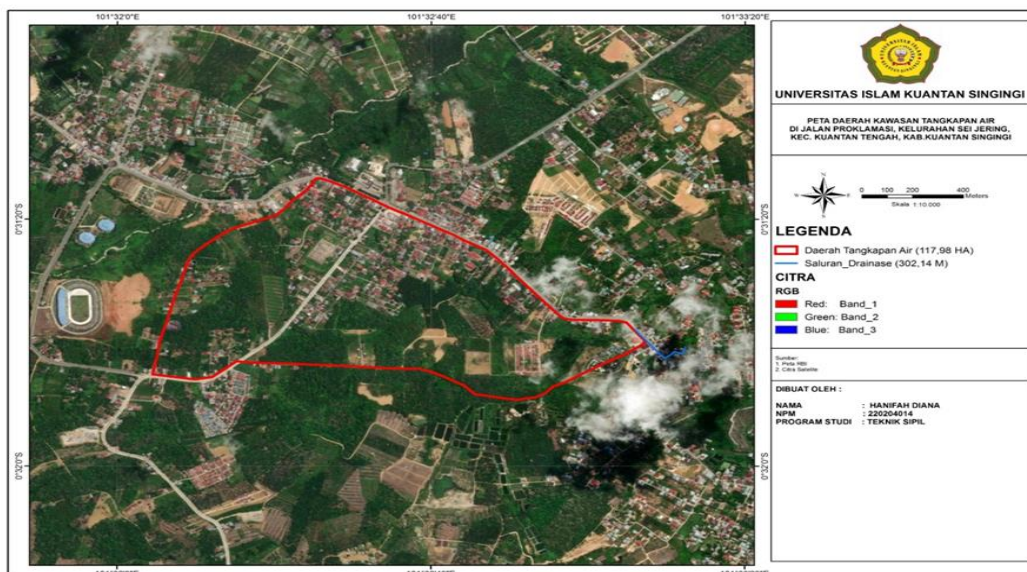 101°32'0"
101°32'40"
101°33'20"
0°31'20"S
0°31'20"S
0°32'0"S
0°32'0"S
UNIVERSITAS ISLAM KUANTAN SINGINGI
PETA DAERAH KAWASAN TANGKAPAN AIR
DI JALAN PROKLAMASI, KELURAHAN SEI JERING,
KEC. KUANTAN TENGAH, KAB.KUANTAN SINGINGI
0 100 200 400
Meters
Skala 1:10.000
LEGENDA
Daerah Tangkapan Air (117,98 HA)
Saluran_Drainase (302,14 M)
CITRA
RGB
Red: Band_1
Green: Band_2
Blue: Band_3
Sumber:
1. Peta RBI
2. Citra Satelite
DIBUAT OLEH :
NAMA : HANIFAH DIANA
NPM : 220204014
PROGRAM STUDI : TEKNIK SIPIL